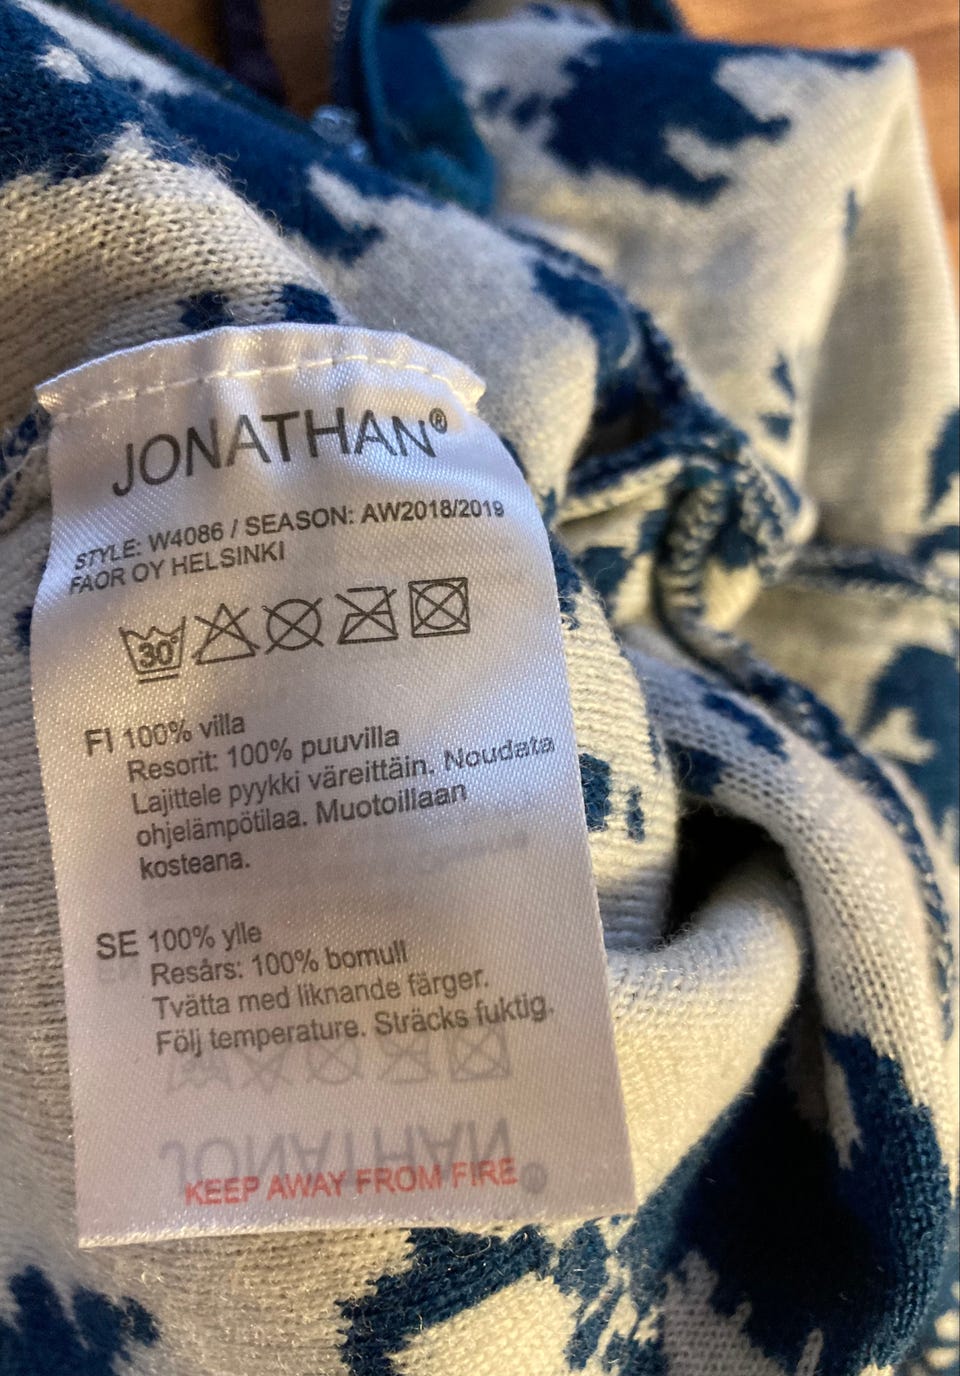 JONATHAN®
STYLE: W4086 / SEASON: AW2018/2019
FAOR OY HELSINKI
30°
FI 100% villa
Resorit: 100% puuvilla
Lajittele pyykki väreittäin. Noudata
ohjelämpötilaa. Muotoillaan
kosteana.
SE 100% ylle
Resårs: 100% bomull
Tvätta med liknande färger.
Följ temperature. Sträcks fuktig.
JONATHAN®
KEEP AWAY FROM FIRE